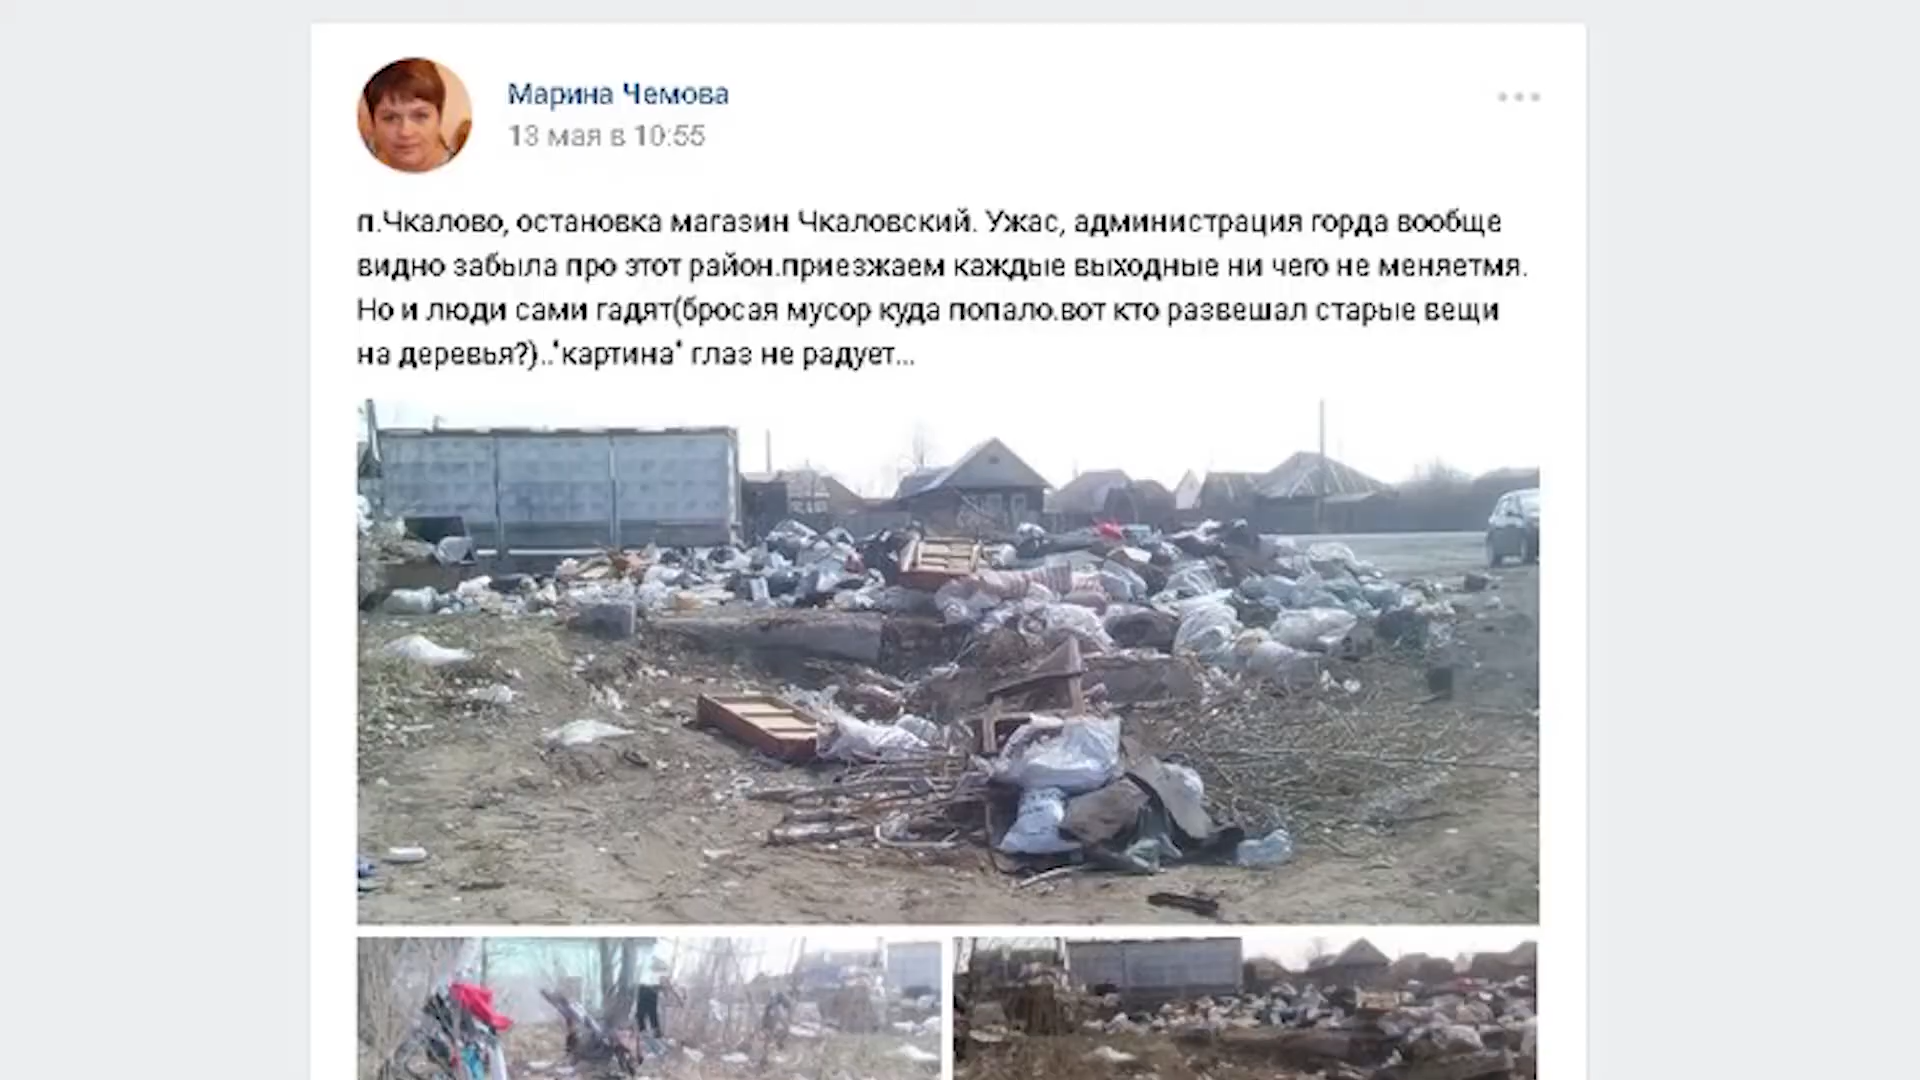 Марина Чемова
13 мая в 10:55
п.Чкалово, остановка магазин Чкаловский. Ужас, администрация горда вообще
видно забыла про этот район.приезжаем каждые выходные ни чего не меняетмя.
Но и люди сами гадят(бросая мусор куда попало.вот кто развешал старые вещи
на деревья?)..'картина' глаз не радует...